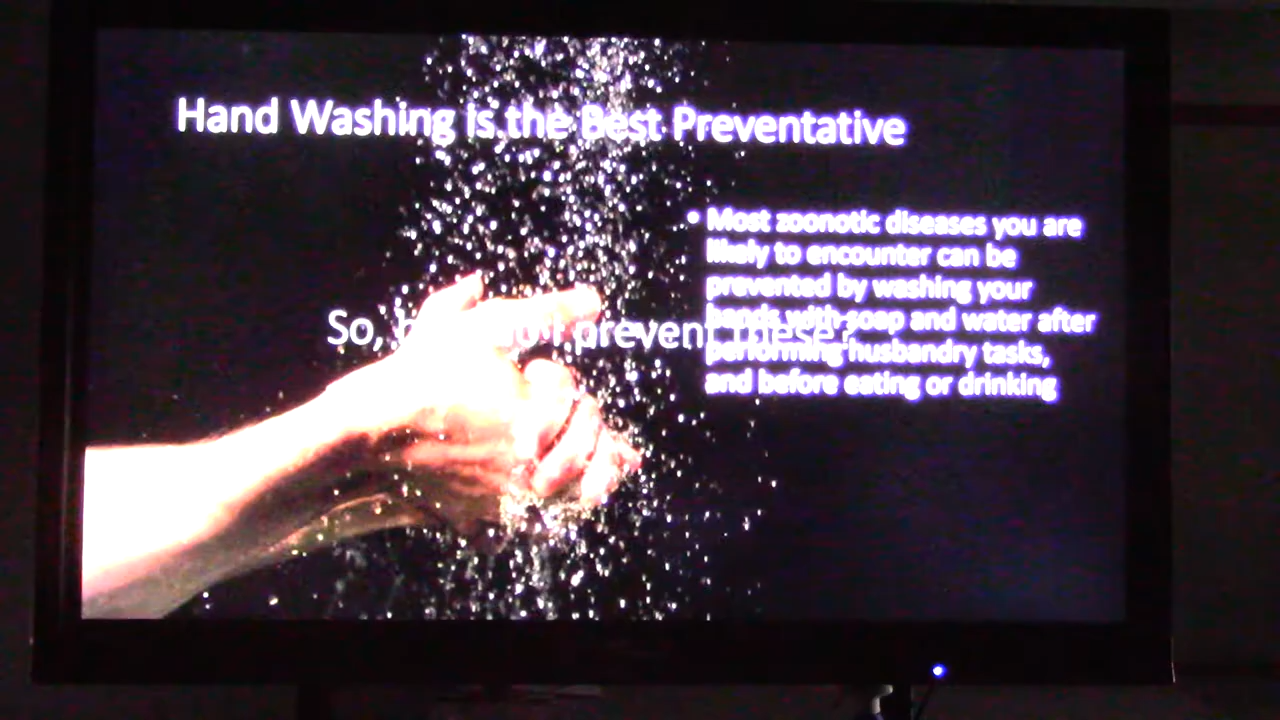 Hand Washing is the Best Preventative
• Most zoonotic diseases you are
likely to encounter can be
prevented by washing your
hands with soap and water after
performing husbandry tasks,
and before eating or drinking
So, I prevent these?